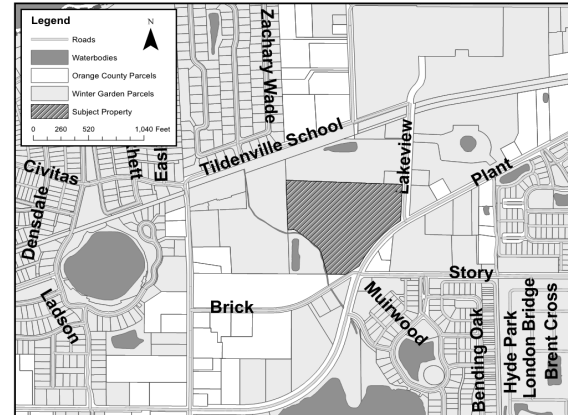 Legend
N
Roads
Waterbodies
Orange County Parcels
Winter Garden Parcels
Subject Property
0 260 520 1,040 Feet
Zachary Wade
Tildenville School
Lakeview
Plant
Civitas
Densdale
Ladson
Brick
Story
Muirwood
Bending Oak
Hyde Park
London Bridge
Brent Cross